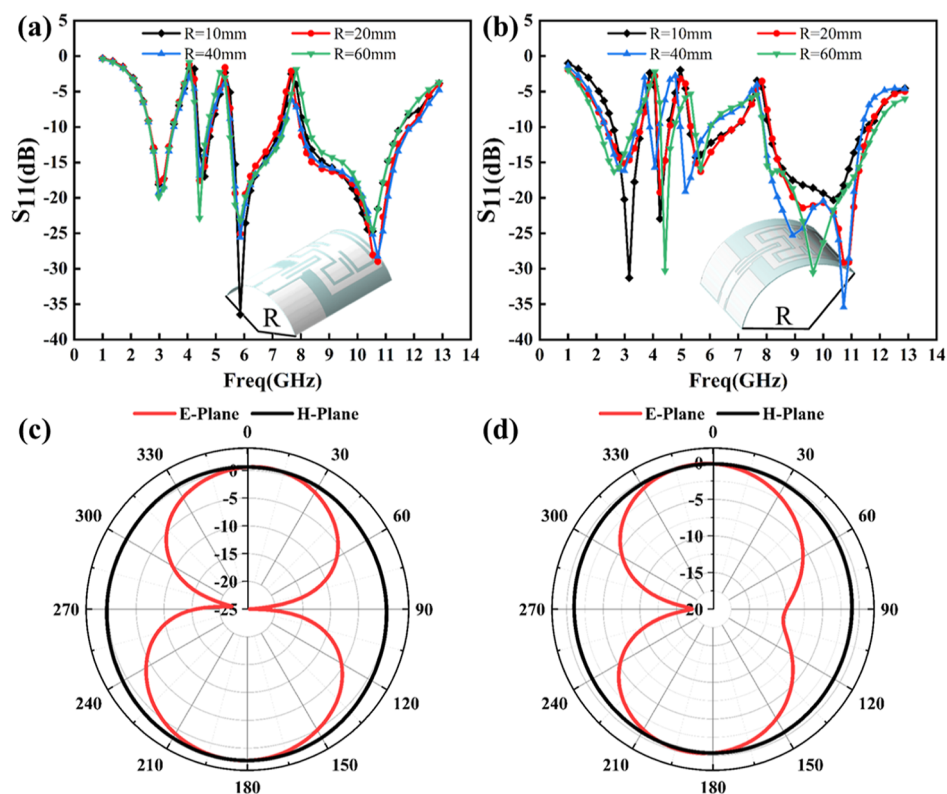 (a)
R=10mm R=20mm
R=40mm R=60mm
5
0
-5
-10
-15
-20
-25
-30
-35
-40
S11(dB)
R
0 1 2 3 4 5 6 7 8 9 10 11 12 13 14
Freq(GHz)
(b)
R=10mm R=20mm
R=40mm R=60mm
5
0
-5
-10
-15
-20
-25
-30
-35
-40
S11(dB)
R
0 1 2 3 4 5 6 7 8 9 10 11 12 13 14
Freq(GHz)
(c)
E-Plane H-Plane
0
330 30
300 60
270 90
240 120
210 150
180
0
-5
-10
-15
-20
-25
(d)
E-Plane H-Plane
0
330 30
300 60
270 90
240 120
210 150
180
0
-5
-10
-15
20